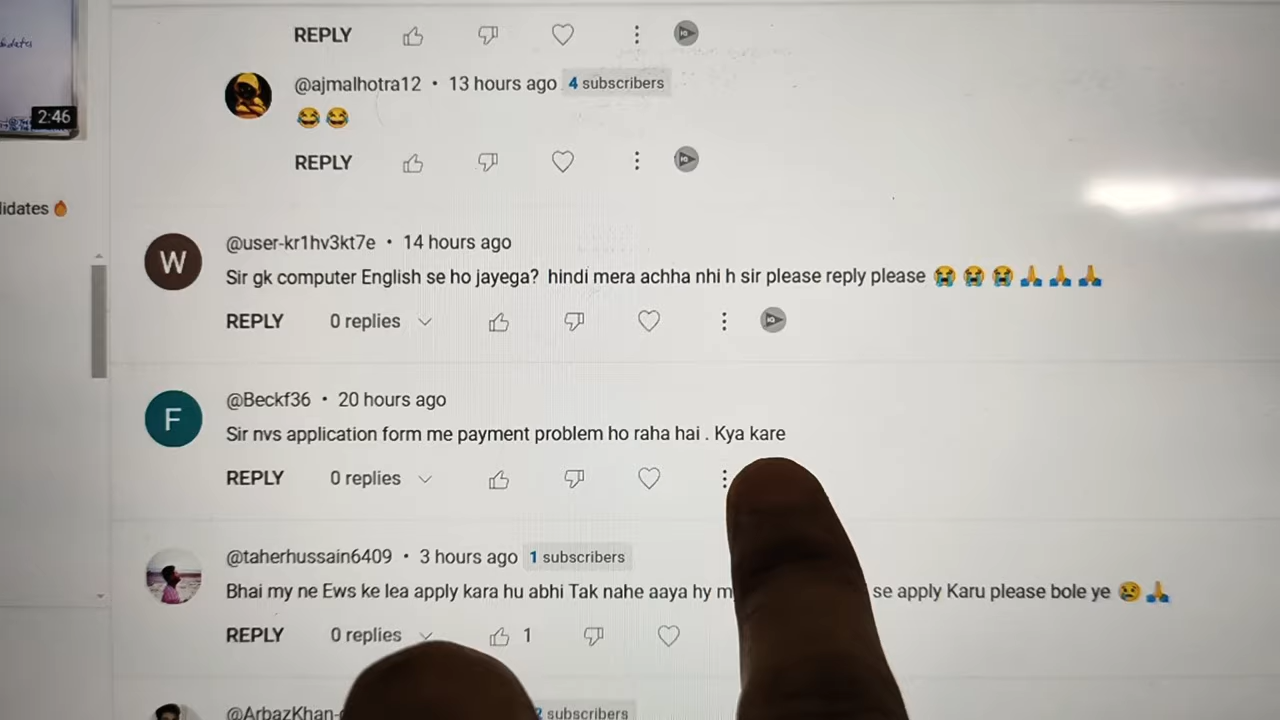 ndidates
2:46
lidates 🔥
REPLY
@ajmalhotra12 • 13 hours ago 4 subscribers
😂😂
REPLY
W
@user-kr1hv3kt7e • 14 hours ago
Sir gk computer English se ho jayega? hindi mera achha nhi h sir please reply please 😭😭😭🙏🙏🙏
REPLY 0 replies
F
@Beckf36 • 20 hours ago
Sir nvs application form me payment problem ho raha hai . Kya kare
REPLY 0 replies
@taherhussain6409 • 3 hours ago 1 subscribers
Bhai my ne Ews ke lea apply kara hu abhi Tak nahe aaya hy m se apply Karu please bole ye 😢🙏
REPLY 0 replies 1
@ArbazKhan- 2 subscribers